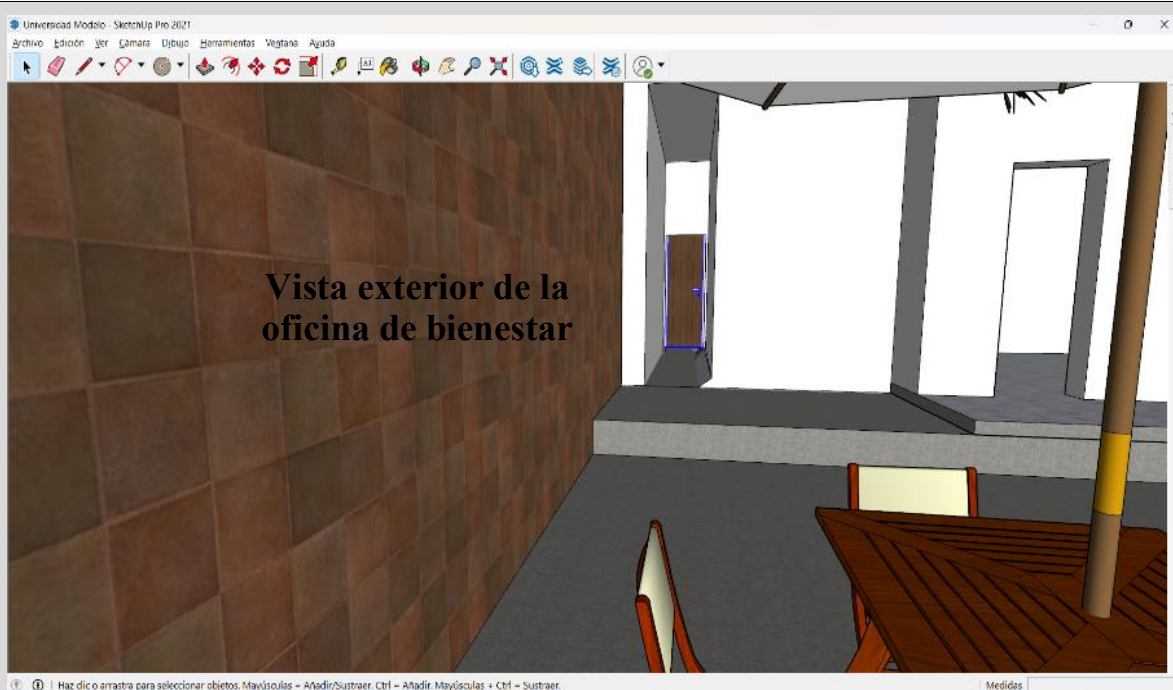 Universidad Modelo - SketchUp Pro 2021
Archivo Edición Ver Cámara Dibujo Herramientas Ventana Ayuda
Vista exterior de la
oficina de bienestar
Haz clic o arrastra para seleccionar objetos. Mayúsculas = Añadir/Sustraer. Ctrl = Añadir. Mayúsculas + Ctrl = Sustraer.
Medidas